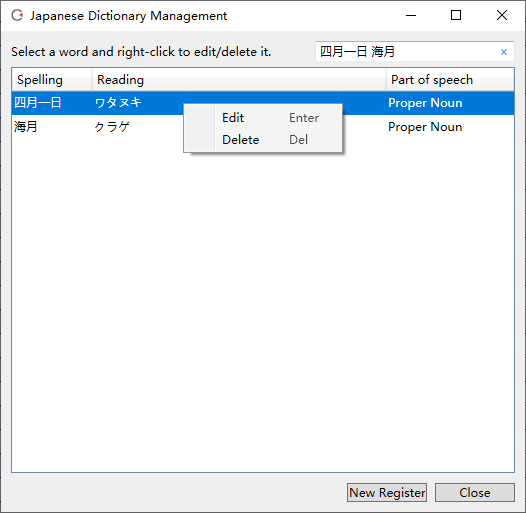 Japanese Dictionary Management
Select a word and right-click to edit/delete it. 四月一日 海月
Spelling Reading Part of speech
四月一日 ワタヌキ Proper Noun
海月 クラゲ Proper Noun
Edit Enter
Delete Del
New Register Close